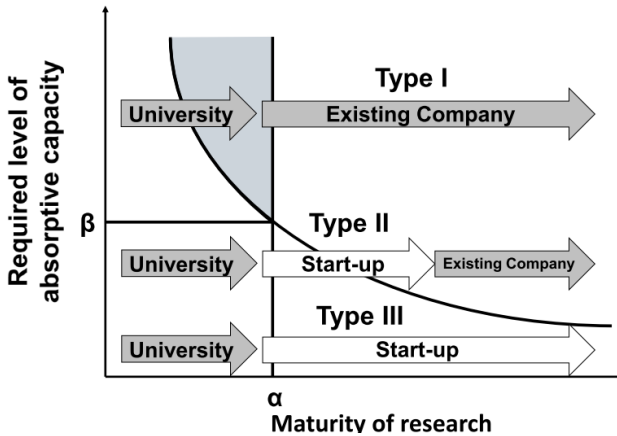 Required level of
absorptive capacity
Type I
University
Existing Company
β
Type II
University
Start-up
Existing Company
Type III
University
Start-up
α
Maturity of research